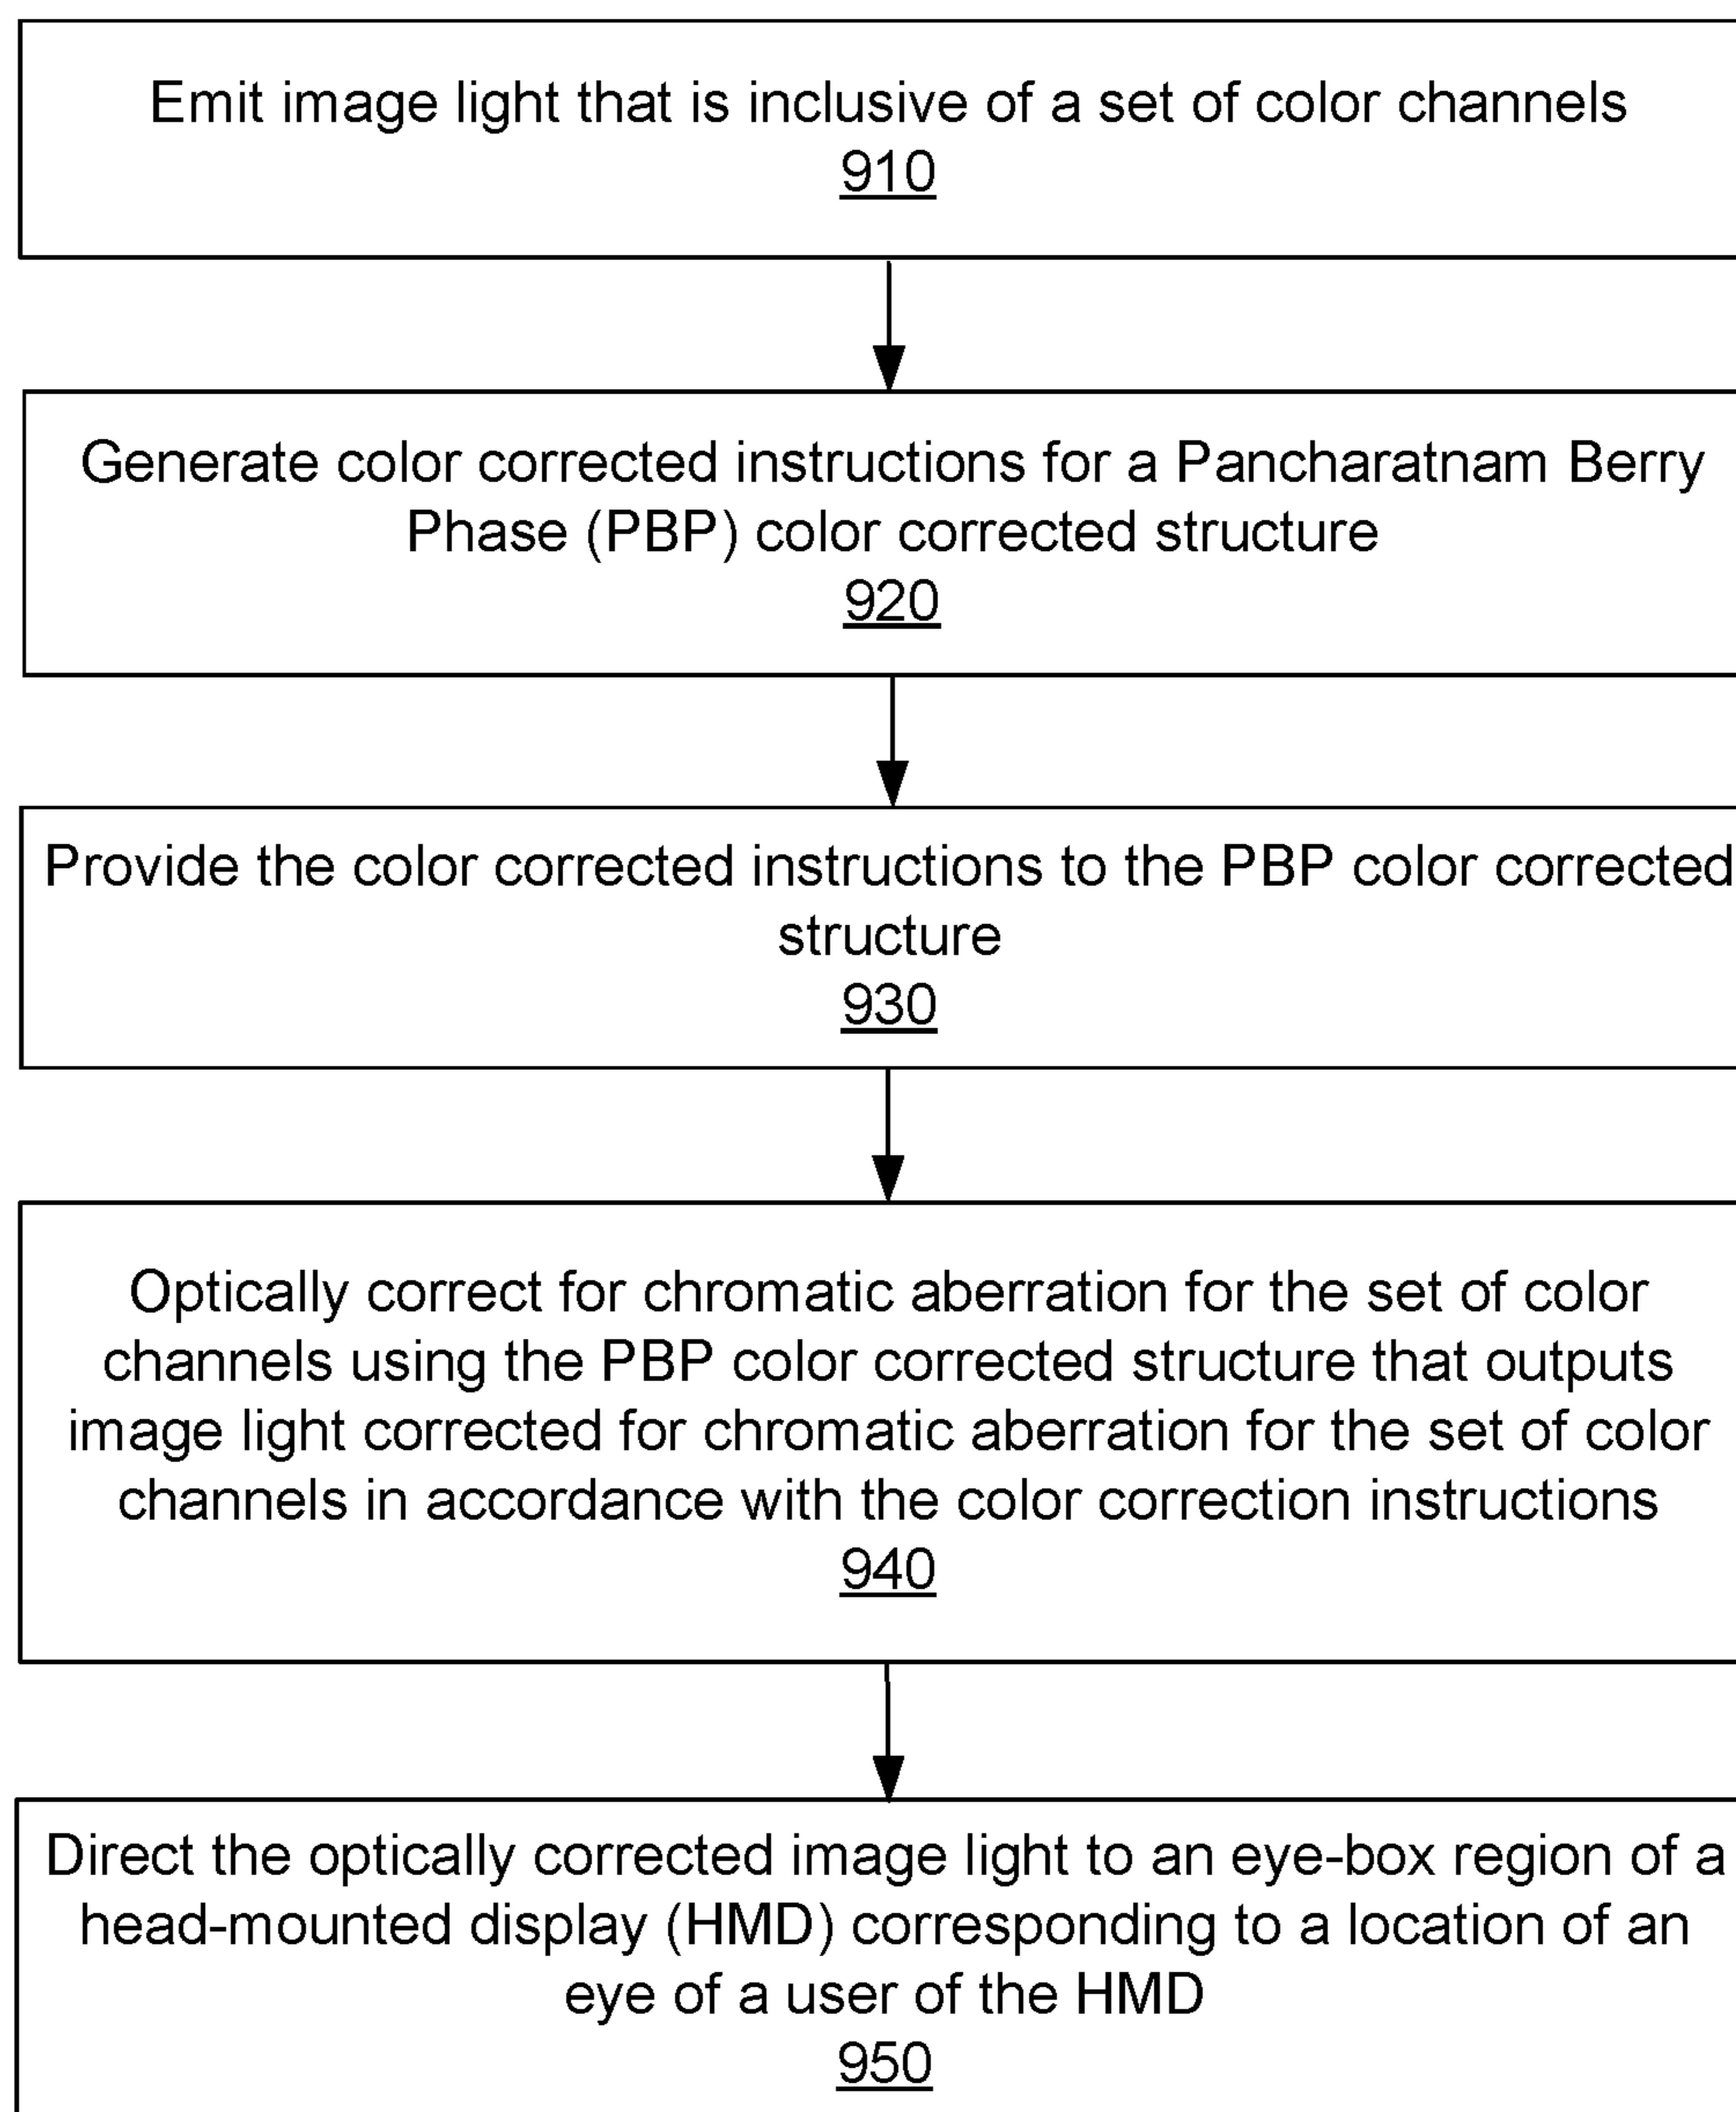 Emit image light that is inclusive of a set of color channels
910
Generate color corrected instructions for a Pancharatnam Berry
Phase (PBP) color corrected structure
920
Provide the color corrected instructions to the PBP color corrected
structure
930
Optically correct for chromatic aberration for the set of color
channels using the PBP color corrected structure that outputs
image light corrected for chromatic aberration for the set of color
channels in accordance with the color correction instructions
940
Direct the optically corrected image light to an eye-box region of a
head-mounted display (HMD) corresponding to a location of an
eye of a user of the HMD
950